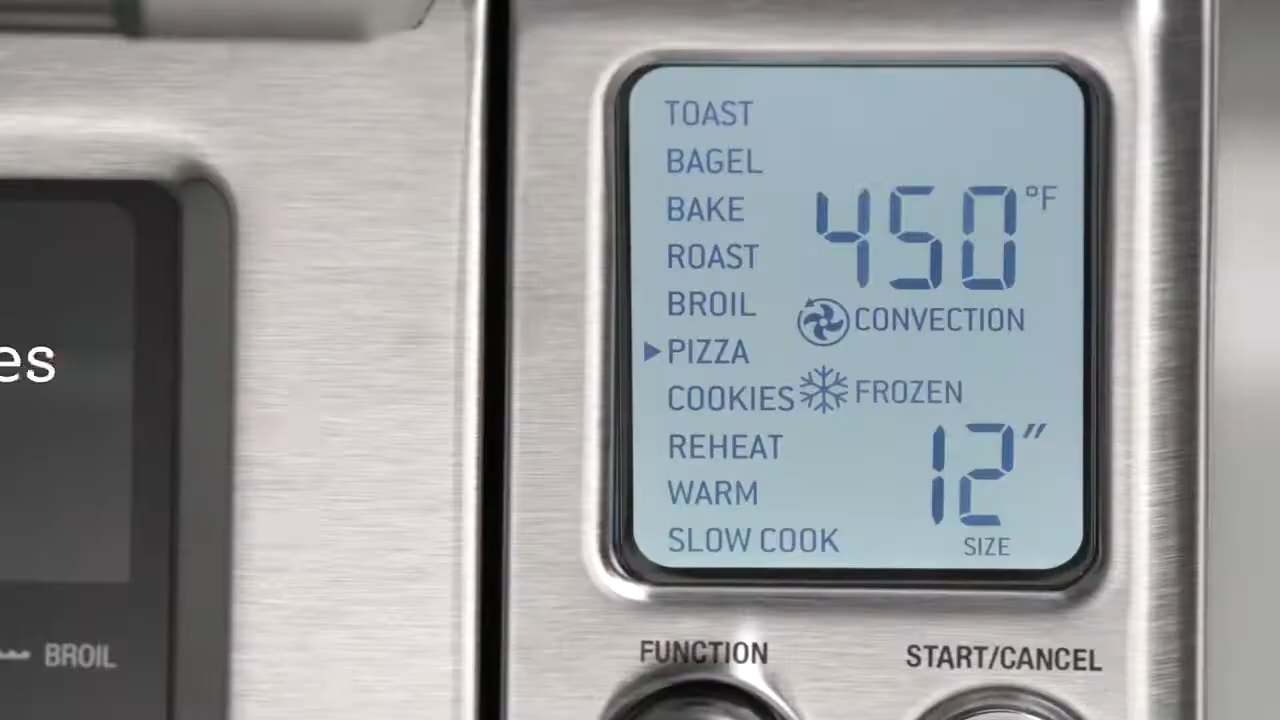 TOAST
BAGEL
BAKE
ROAST
BROIL
PIZZA
COOKIES
REHEAT
WARM
SLOW COOK
450°F
CONVECTION
FROZEN
12″
SIZE
es
BROIL
FUNCTION
START/CANCEL